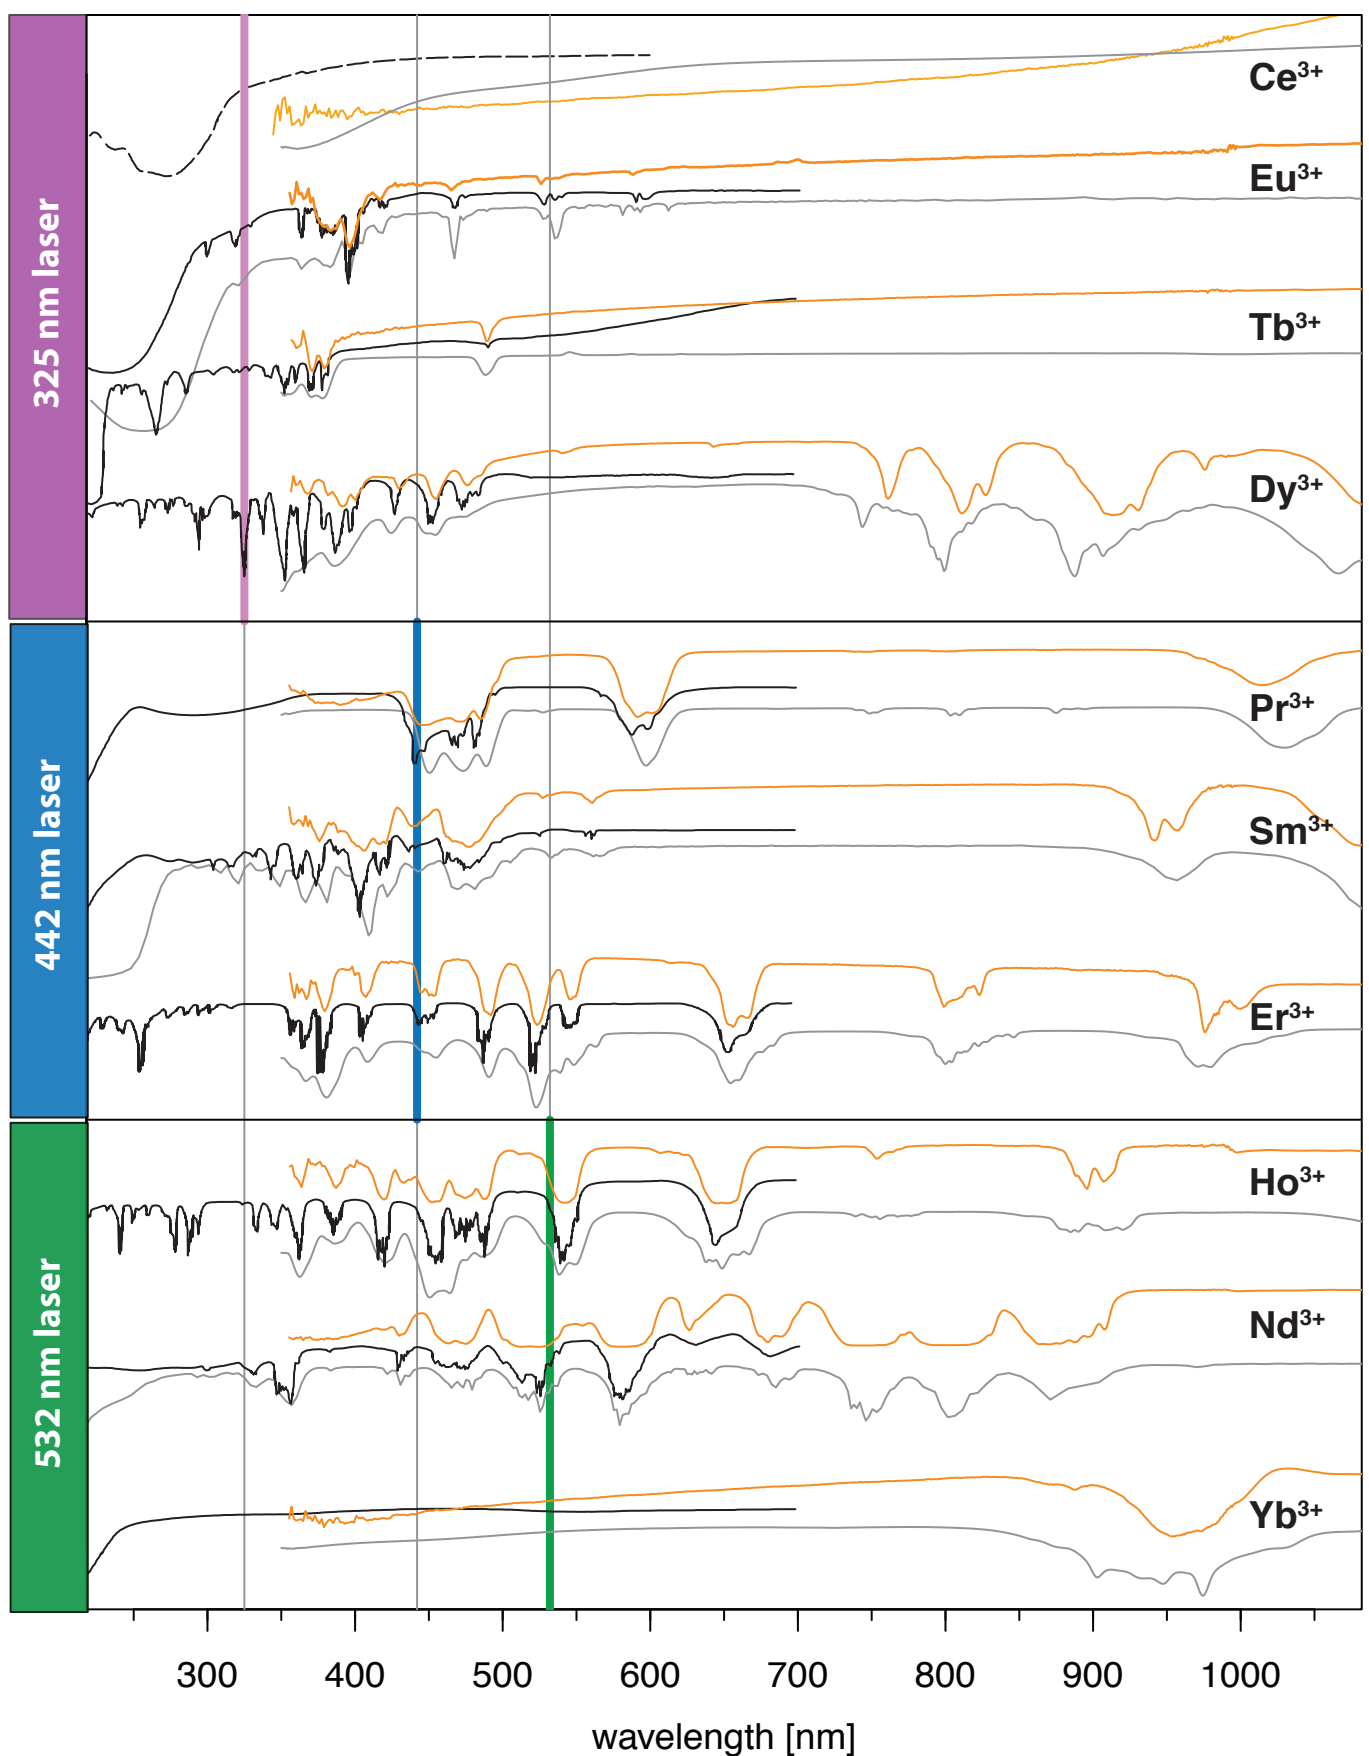 325 nm laser
Ce3+
Eu3+
Tb3+
Dy3+
442 nm laser
Pr3+
Sm3+
Er3+
532 nm laser
Ho3+
Nd3+
Yb3+
300 400 500 600 700 800 900 1000
wavelength [nm]